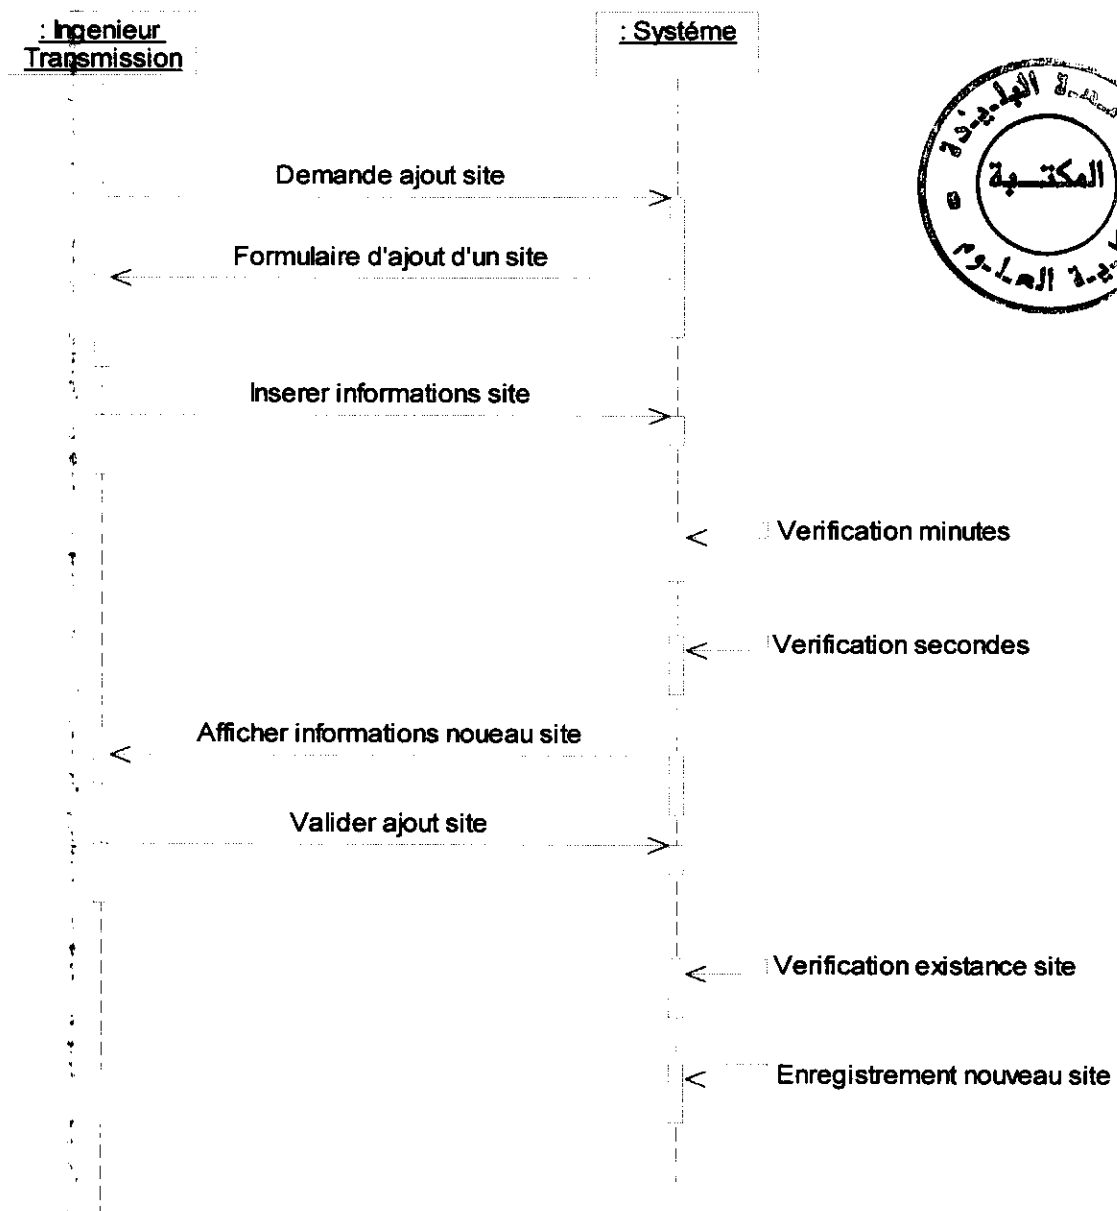 : Ingenieur
Transmission
: Systéme
المكتـــبة
Demande ajout site
Formulaire d'ajout d'un site
Inserer informations site
Verification minutes
Verification secondes
Afficher informations noueau site
Valider ajout site
Verification existance site
Enregistrement nouveau site